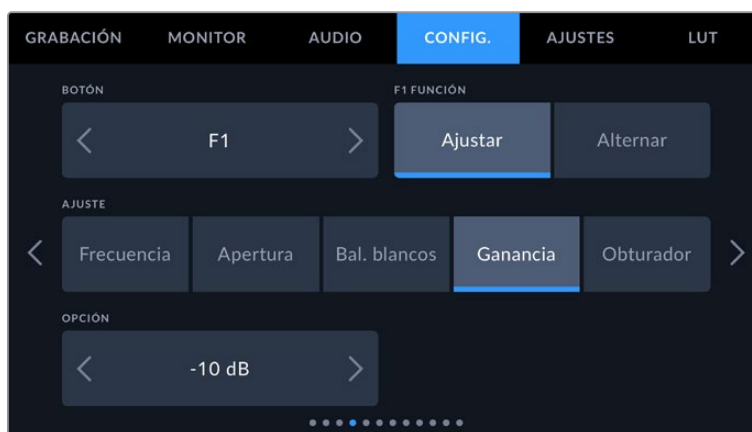 GRABACIÓN MONITOR AUDIO CONFIG. AJUSTES LUT
BOTÓN F1 FUNCIÓN
F1 Ajustar Alternar
AJUSTE
Frecuencia Apertura Bal. blancos Ganancia Obturador
OPCIÓN
-10 dB